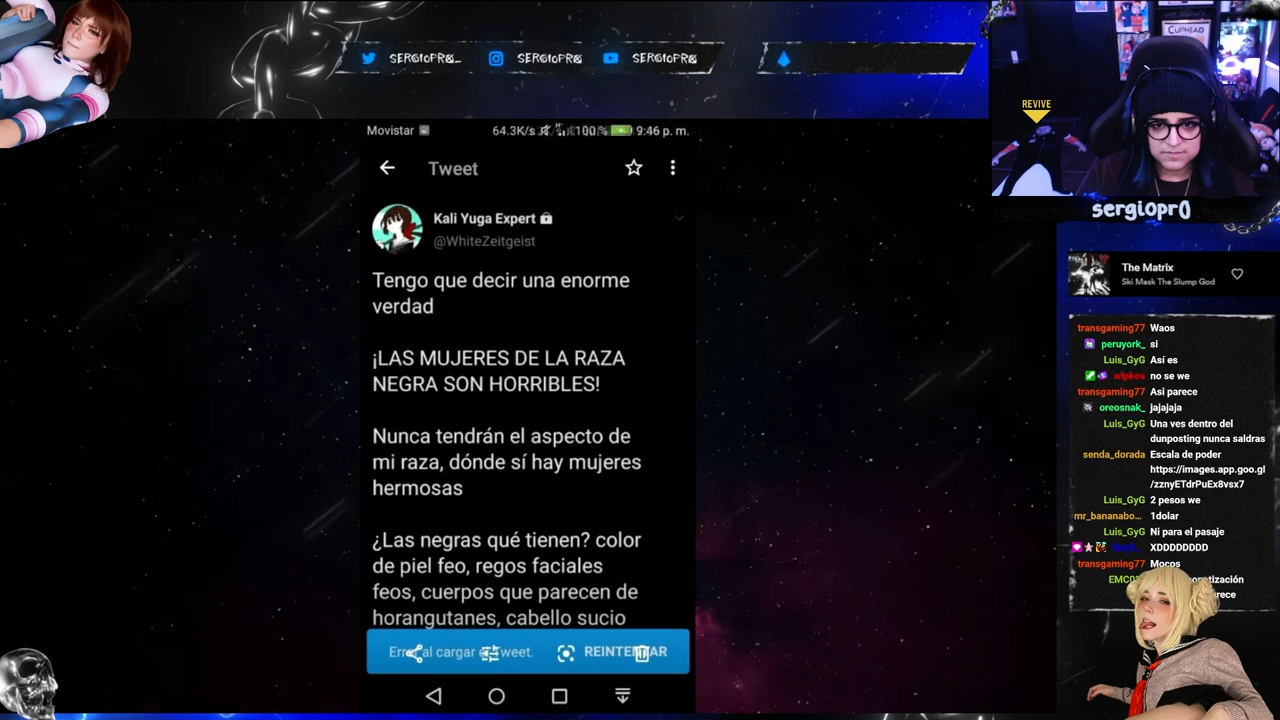 SERGIOPR0_
SERGIOPR0
SERGIOPR0
CUPHEAD
REVIVE
sergiopr0
Movistar
64.3K/s
100%
9:46 p. m.
Tweet
Kali Yuga Expert
@WhiteZeitgeist
Tengo que decir una enorme
verdad
¡LAS MUJERES DE LA RAZA
NEGRA SON HORRIBLES!
Nunca tendrán el aspecto de
mi raza, dónde sí hay mujeres
hermosas
¿Las negras qué tienen? color
de piel feo, regos faciales
feos, cuerpos que parecen de
horangutanes, cabello sucio
al cargar
REINTENTAR
The Matrix
Ski Mask The Slump God
transgaming77 Waos
peruyork_ si
Luis_GyG Así es
wipkos no se we
transgaming77 Asi parece
oreosnak_ jajajaja
Luis_GyG Una ves dentro del
dunposting nunca saldras
senda_dorada Escala de poder
https://images.app.goo.gl
/zznyETdrPuEx8vsx7
Luis_GyG 2 pesos we
mr_bananabo... 1dolar
Luis_GyG Ni para el pasaje
XDDDDDDDD
transgaming77 Mocos